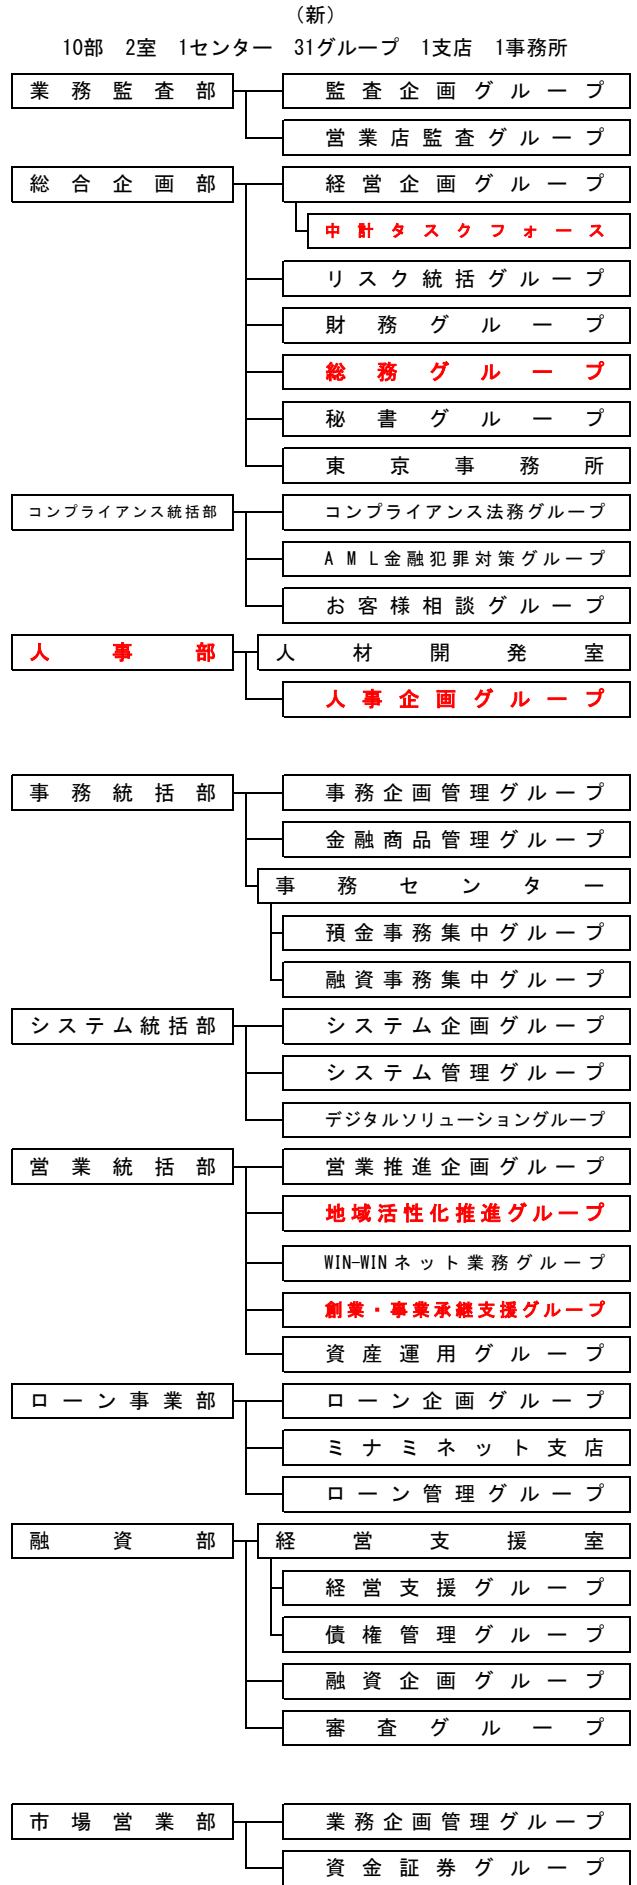 （新）
10部　2室　1センター　31グループ　1支店　1事務所
業務監査部
監査企画グループ
営業店監査グループ
総合企画部
経営企画グループ
中計タスクフォース
リスク統括グループ
財務グループ
総務グループ
秘書グループ
東京事務所
コンプライアンス統括部
コンプライアンス法務グループ
AML金融犯罪対策グループ
お客様相談グループ
人事部
人材開発室
人事企画グループ
事務統括部
事務企画管理グループ
金融商品管理グループ
事務センター
預金事務集中グループ
融資事務集中グループ
システム統括部
システム企画グループ
システム管理グループ
デジタルソリューショングループ
営業統括部
営業推進企画グループ
地域活性化推進グループ
WIN-WINネット業務グループ
創業・事業承継支援グループ
資産運用グループ
ローン事業部
ローン企画グループ
ミナミネット支店
ローン管理グループ
融資部
経営支援室
経営支援グループ
債権管理グループ
融資企画グループ
審査グループ
市場営業部
業務企画管理グループ
資金証券グループ